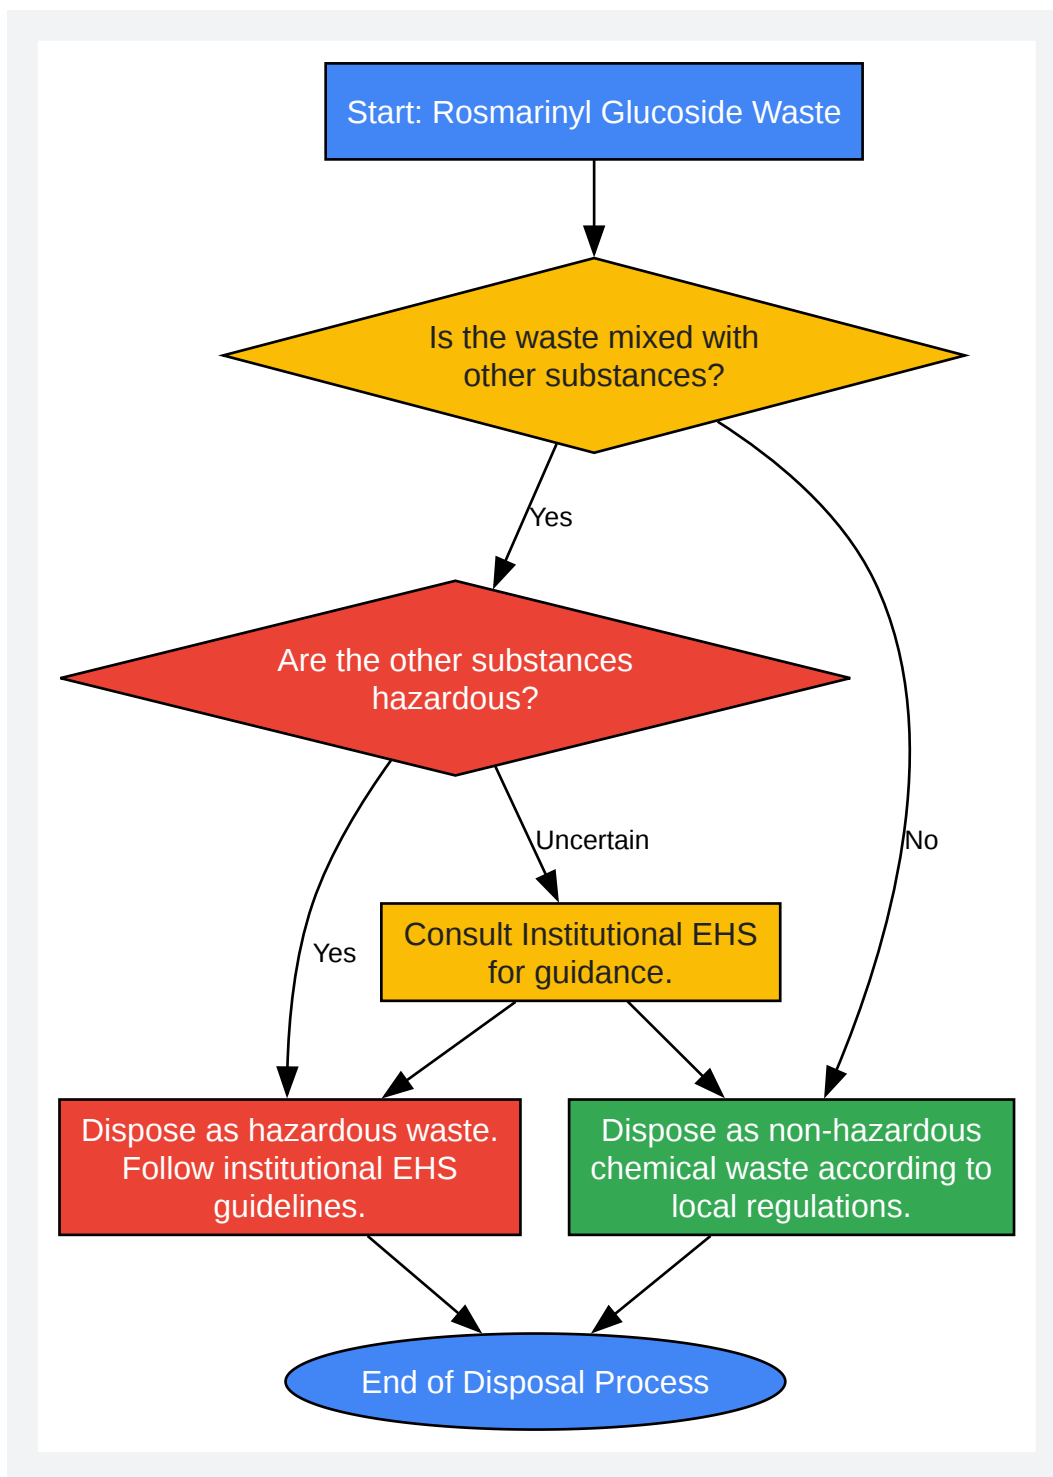 Start: Rosmarinyl Glucoside Waste
Is the waste mixed with
other substances?
Yes
Are the other substances
hazardous?
Uncertain
No
Consult Institutional EHS
for guidance.
Yes
Dispose as hazardous waste.
Follow institutional EHS
guidelines.
Dispose as non-hazardous
chemical waste according to
local regulations.
End of Disposal Process